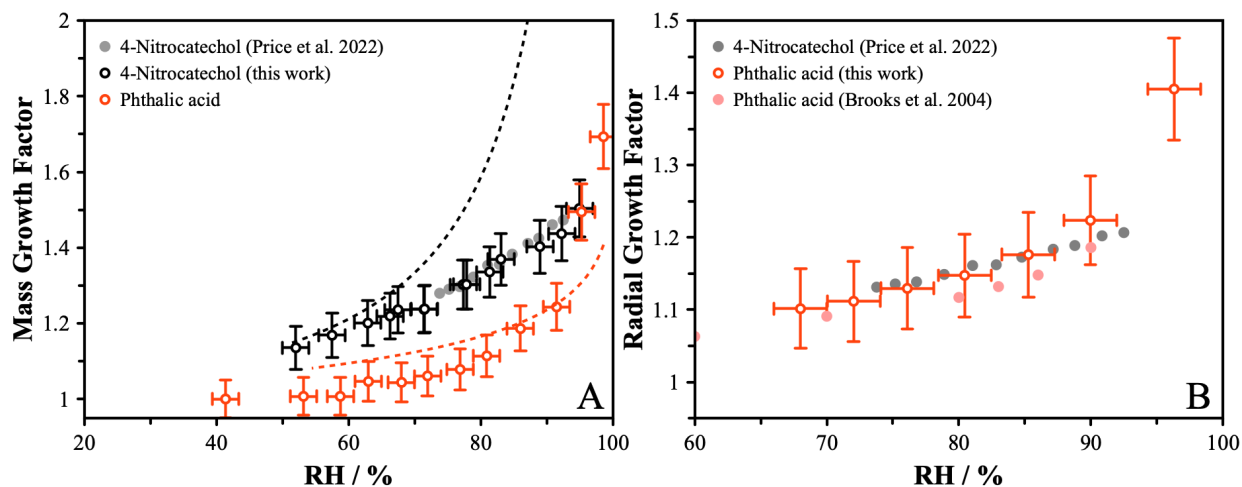 Mass Growth Factor
2
1.8
1.6
1.4
1.2
1
4-Nitrocatechol (Price et al. 2022)
4-Nitrocatechol (this work)
Phthalic acid
A
20
40
60
80
100
RH / %
Radial Growth Factor
1.5
1.4
1.3
1.2
1.1
1
4-Nitrocatechol (Price et al. 2022)
Phthalic acid (this work)
Phthalic acid (Brooks et al. 2004)
B
60
70
80
90
100
RH / %